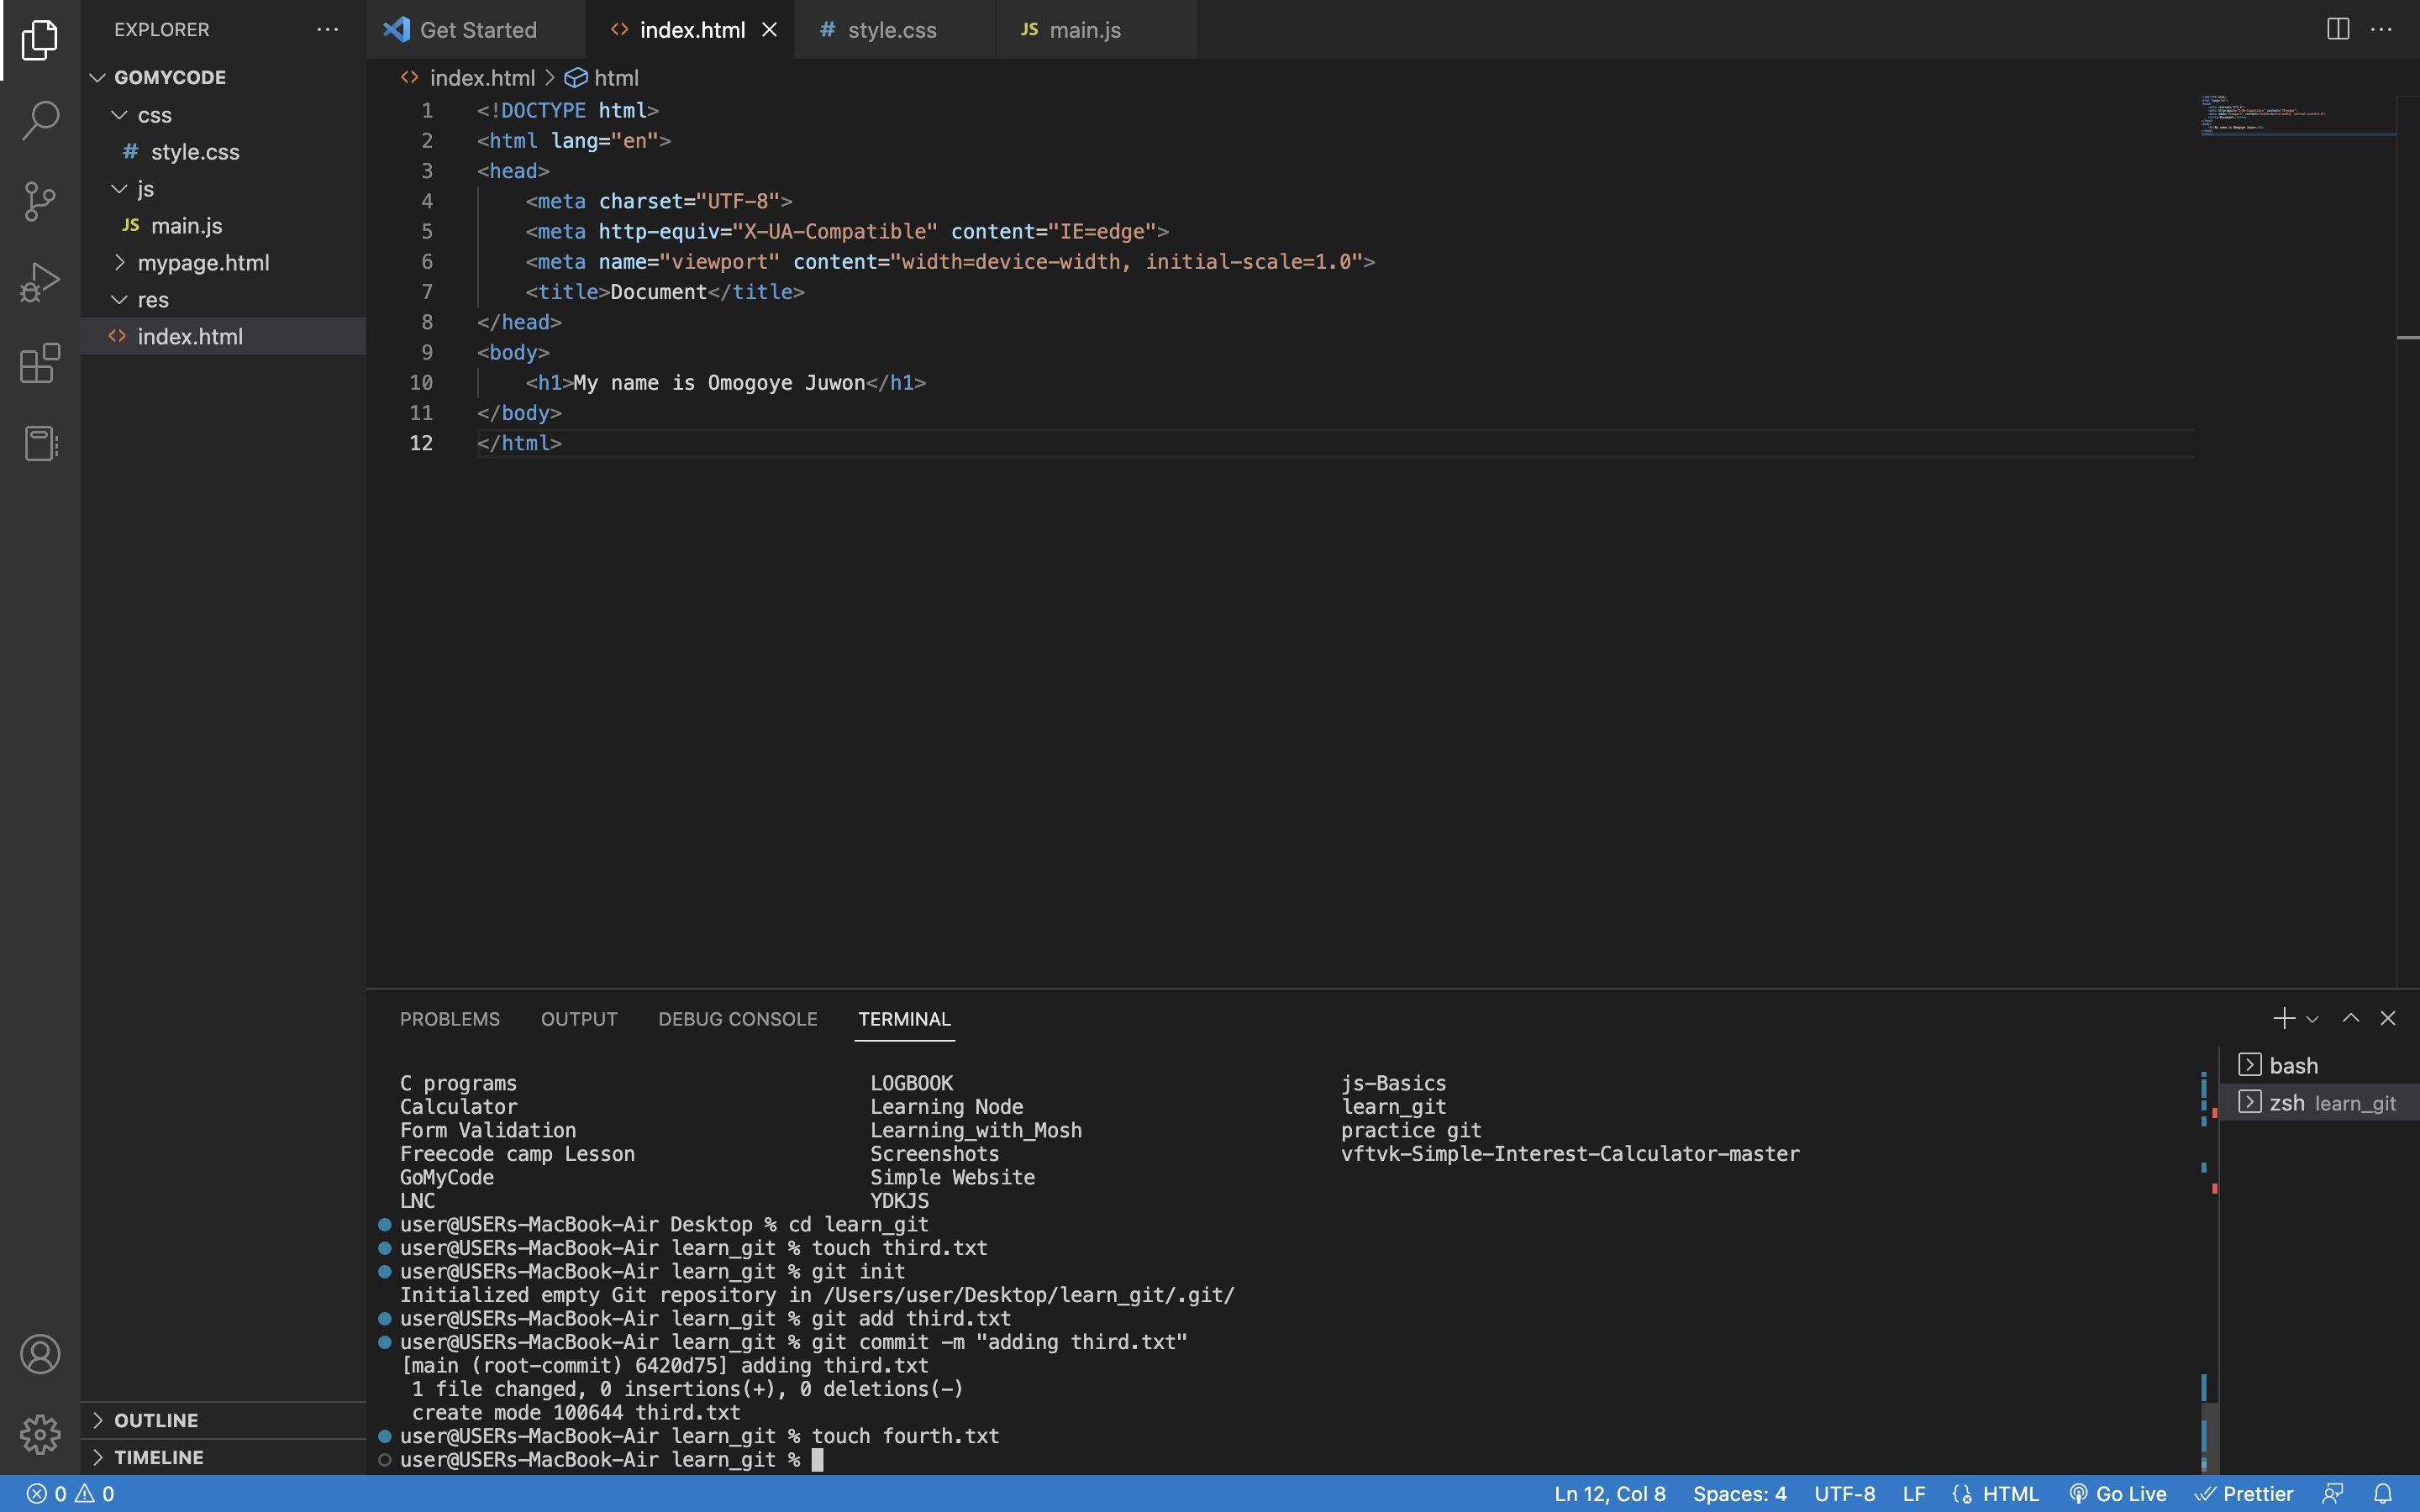 EXPLORER
GOMYCODE
css
# style.css
js
JS main.js
mypage.html
res
<> index.html
OUTLINE
TIMELINE
Get Started
<> index.html
# style.css
JS main.js
<> index.html > html
1 <!DOCTYPE html>
2 <html lang="en">
3 <head>
4     <meta charset="UTF-8">
5     <meta http-equiv="X-UA-Compatible" content="IE=edge">
6     <meta name="viewport" content="width=device-width, initial-scale=1.0">
7     <title>Document</title>
8 </head>
9 <body>
10     <h1>My name is Omogoye Juwon</h1>
11 </body>
12 </html>
PROBLEMS OUTPUT DEBUG CONSOLE TERMINAL
C programs LOGBOOK js-Basics
Calculator Learning Node learn_git
Form Validation Learning_with_Mosh practice git
Freecode camp Lesson Screenshots vftvk-Simple-Interest-Calculator-master
GoMyCode Simple Website
LNC YDKJS
user@USERs-MacBook-Air Desktop % cd learn_git
user@USERs-MacBook-Air learn_git % touch third.txt
user@USERs-MacBook-Air learn_git % git init
Initialized empty Git repository in /Users/user/Desktop/learn_git/.git/
user@USERs-MacBook-Air learn_git % git add third.txt
user@USERs-MacBook-Air learn_git % git commit -m "adding third.txt"
[main (root-commit) 6420d75] adding third.txt
 1 file changed, 0 insertions(+), 0 deletions(-)
 create mode 100644 third.txt
user@USERs-MacBook-Air learn_git % touch fourth.txt
user@USERs-MacBook-Air learn_git %
bash
zsh learn_git
0 0
Ln 12, Col 8 Spaces: 4 UTF-8 LF HTML Go Live Prettier